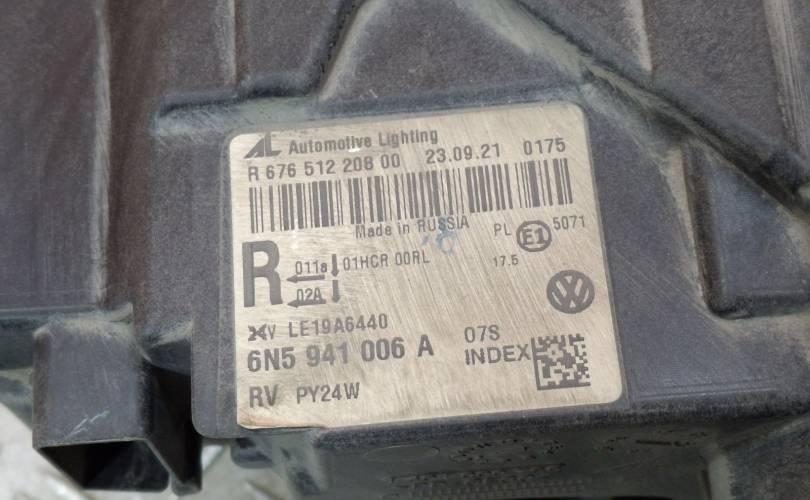 AL Automotive Lighting
R 676 512 208 00 23.09.21 0175
Made in RUSSIA PL E1 5071
R 011a 01HCR 00RL 17.5
02A
LE19A6440
6N5 941 006 A 07S
INDEX
RV PY24W